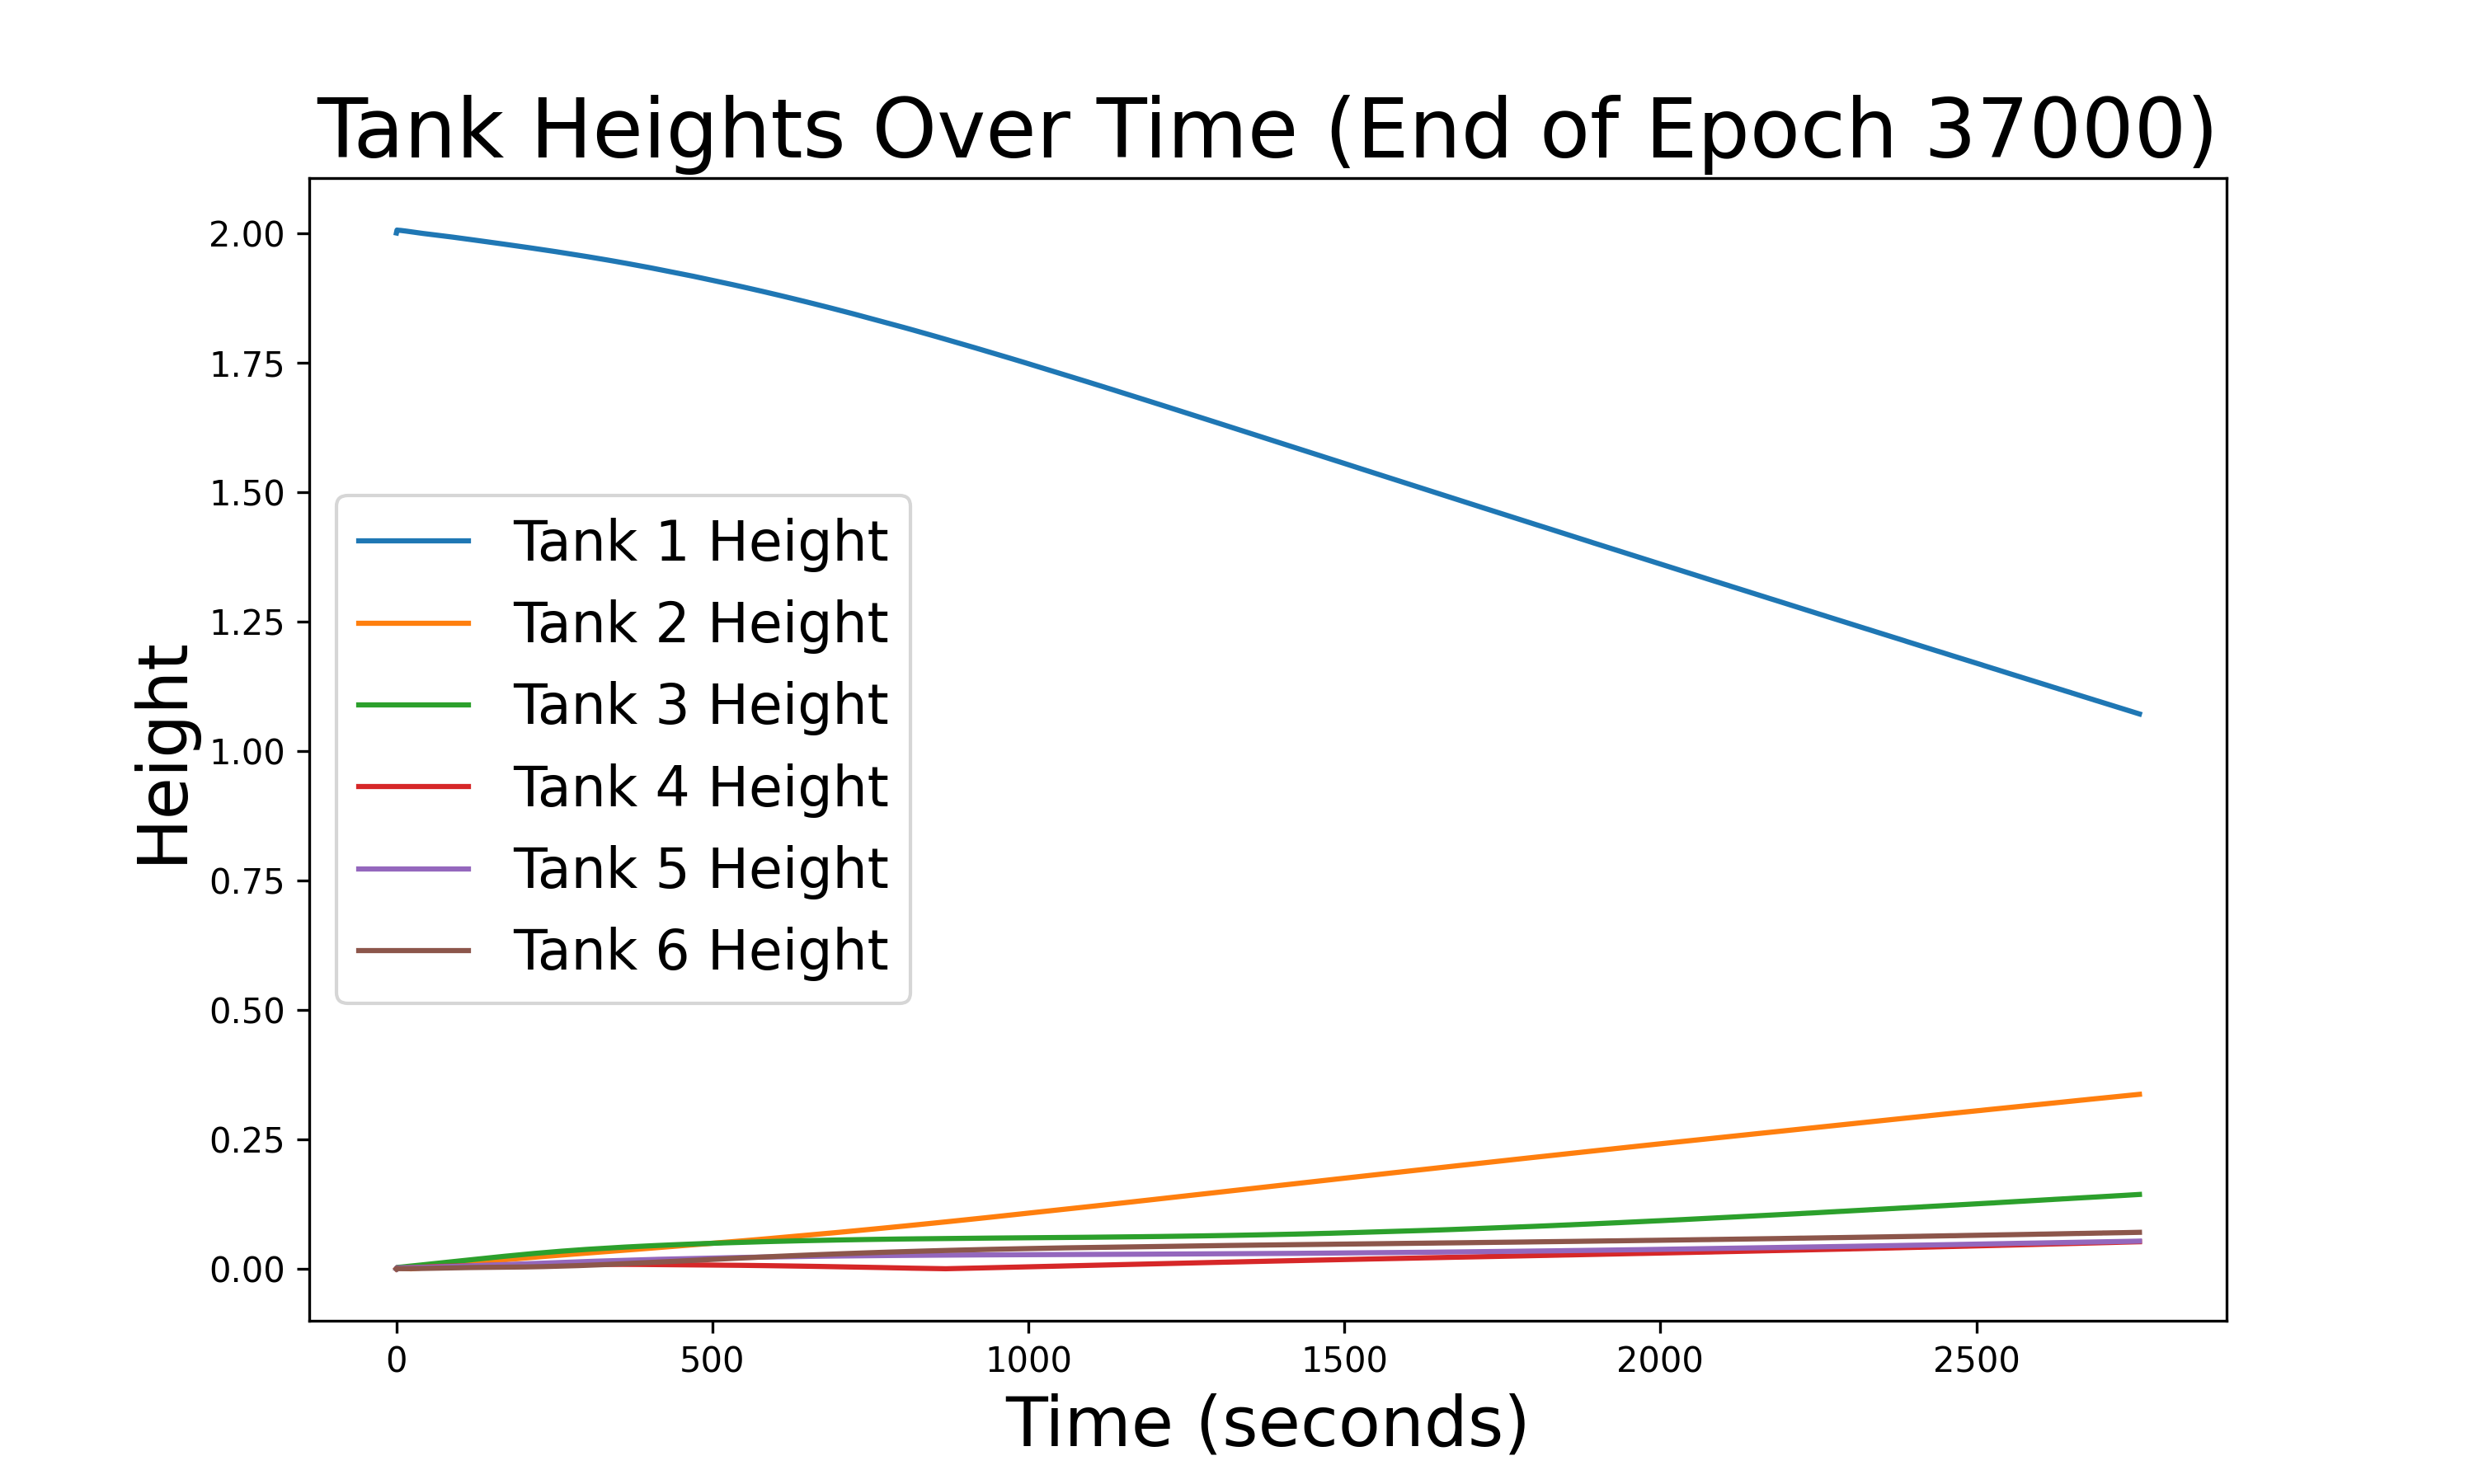 Tank Heights Over Time (End of Epoch 37000)
Height
2.00
1.75
1.50
1.25
1.00
0.75
0.50
0.25
0.00
Tank 1 Height
Tank 2 Height
Tank 3 Height
Tank 4 Height
Tank 5 Height
Tank 6 Height
0 500 1000 1500 2000 2500
Time (seconds)